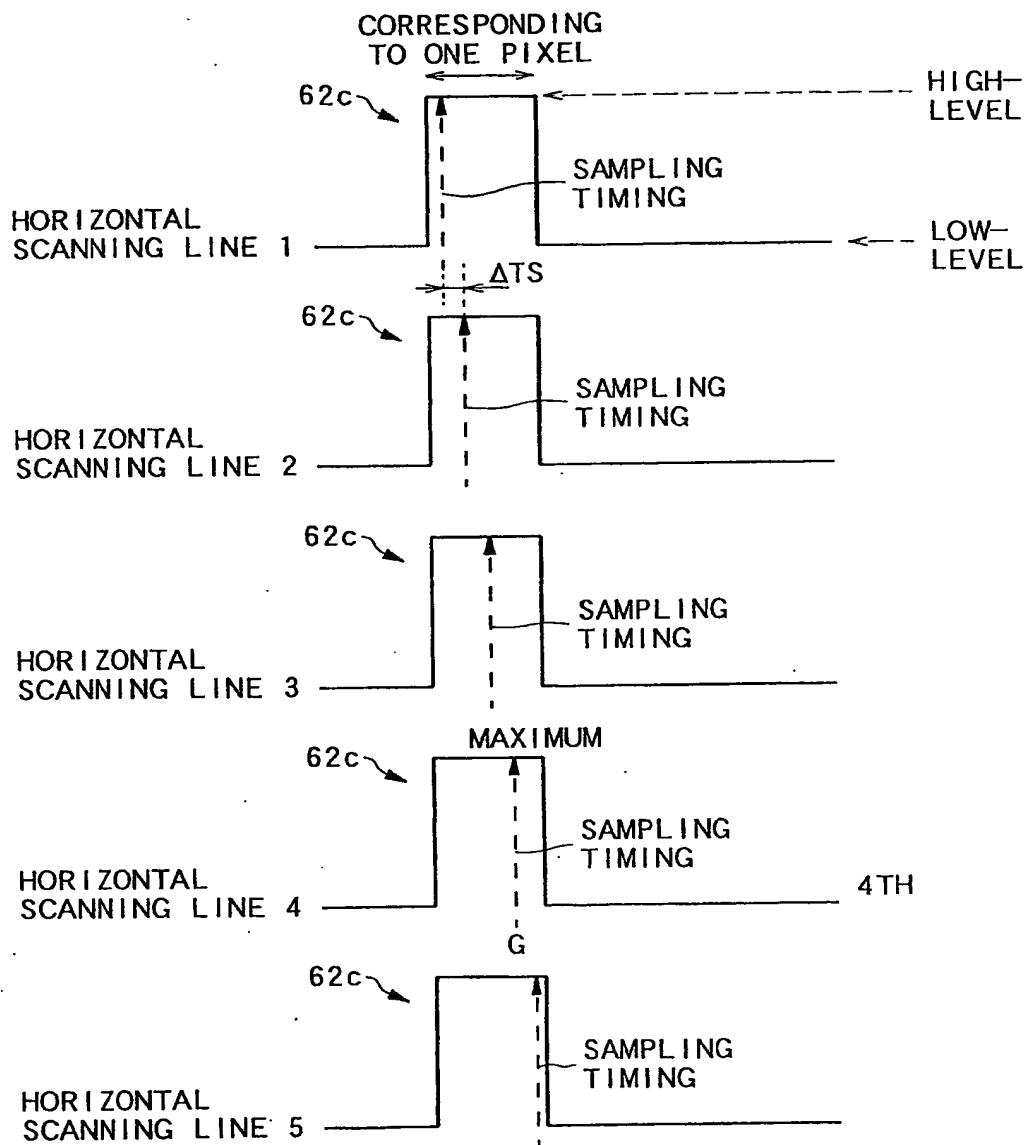 CORRESPONDING
TO ONE PIXEL
62c
HIGH-
LEVEL
SAMPLING
TIMING
HORIZONTAL
SCANNING LINE 1
LOW-
LEVEL
ΔTS
62c
SAMPLING
TIMING
HORIZONTAL
SCANNING LINE 2
62c
SAMPLING
TIMING
HORIZONTAL
SCANNING LINE 3
MAXIMUM
62c
SAMPLING
TIMING
HORIZONTAL
SCANNING LINE 4
4TH
G
62c
SAMPLING
TIMING
HORIZONTAL
SCANNING LINE 5